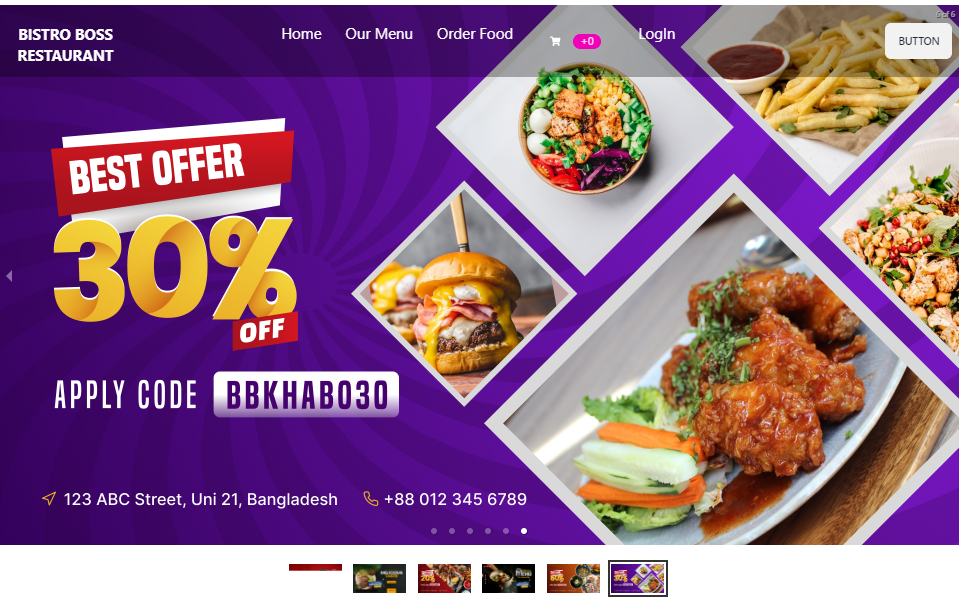 BISTRO BOSS
RESTAURANT
Home Our Menu Order Food +0 LogIn
6 of 6
BUTTON
BEST OFFER
30%
OFF
APPLY CODE BBKHAB030
123 ABC Street, Uni 21, Bangladesh +88 012 345 6789